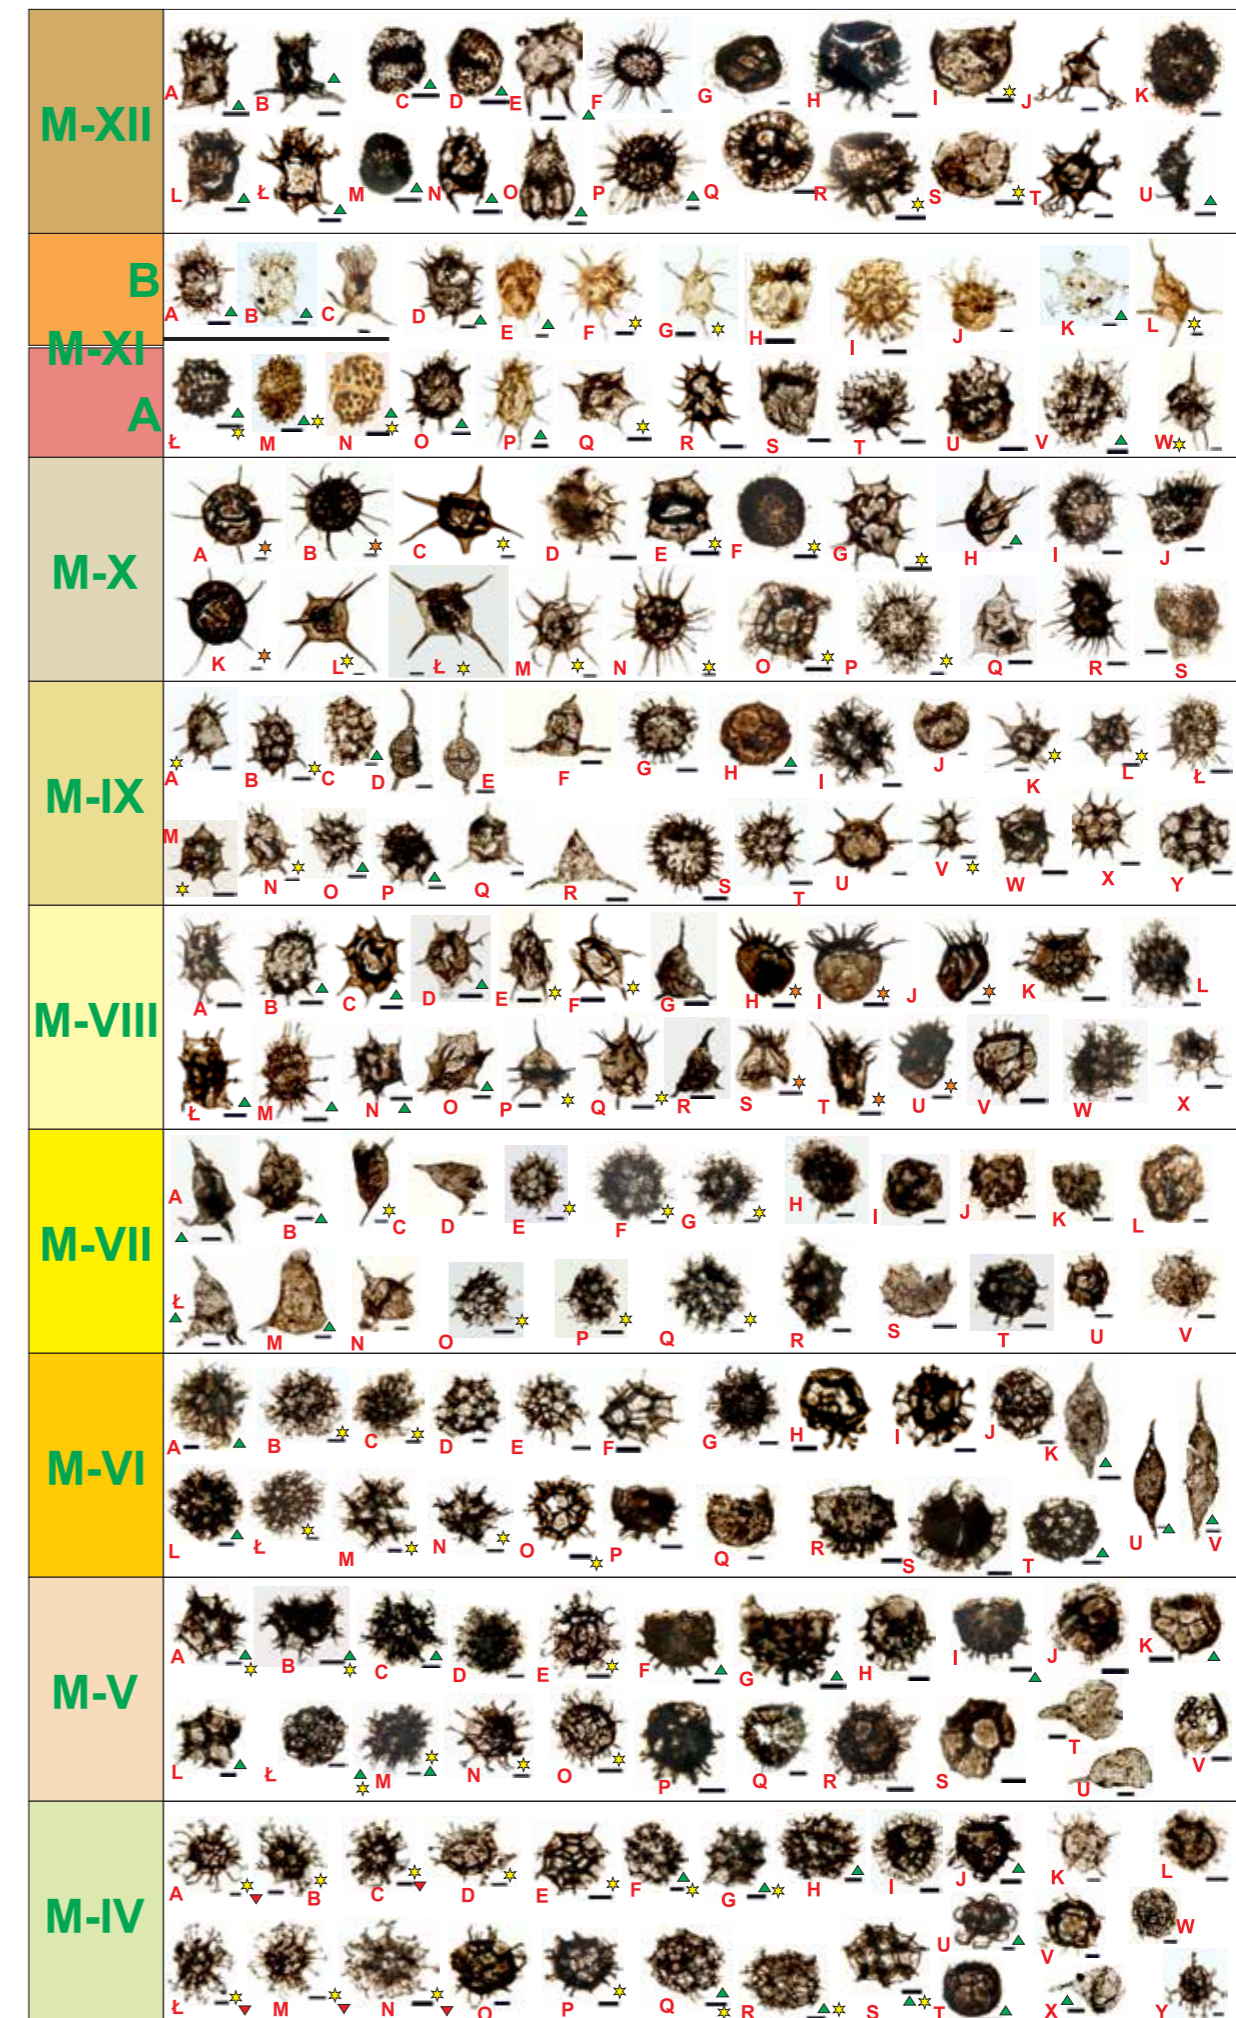 M-XII
A B C D E F G H I J K
L Ł M N O P Q R S T U
B
M-XI
A
A B C D E F G H I J K L
Ł M N O P Q R S T U V W
M-X
A B C D E F G H I J
K L Ł M N O P Q R S
M-IX
A B C D E F G H I J K L Ł
M N O P Q R S T U V W X Y
M-VIII
A B C D E F G H I J K L
Ł M N O P Q R S T U V W X
M-VII
A B C D E F G H I J K L
Ł M N O P Q R S T U V
M-VI
A B C D E F G H I J K
L Ł M N O P Q R S T U V
M-V
A B C D E F G H I J K
L Ł M N O P Q R S T U V
M-IV
A B C D E F G H I J K L
Ł M N O P Q R S T U V W X Y